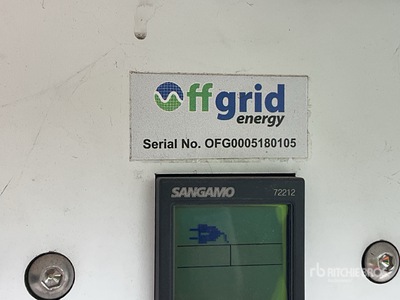 Offgrid
energy
Serial No. OFG0005180105
SANGAMO 72212
rb RITCHIE BROS